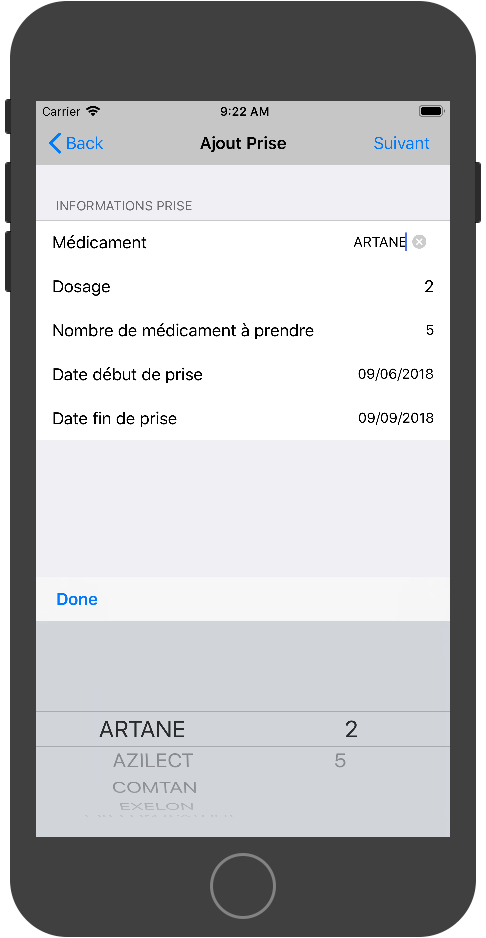 Carrier 9:22 AM
Back Ajout Prise Suivant
INFORMATIONS PRISE
Médicament ARTANE
Dosage 2
Nombre de médicament à prendre 5
Date début de prise 09/06/2018
Date fin de prise 09/09/2018
Done
ARTANE 2
AZILECT 5
COMTAN
EXELON